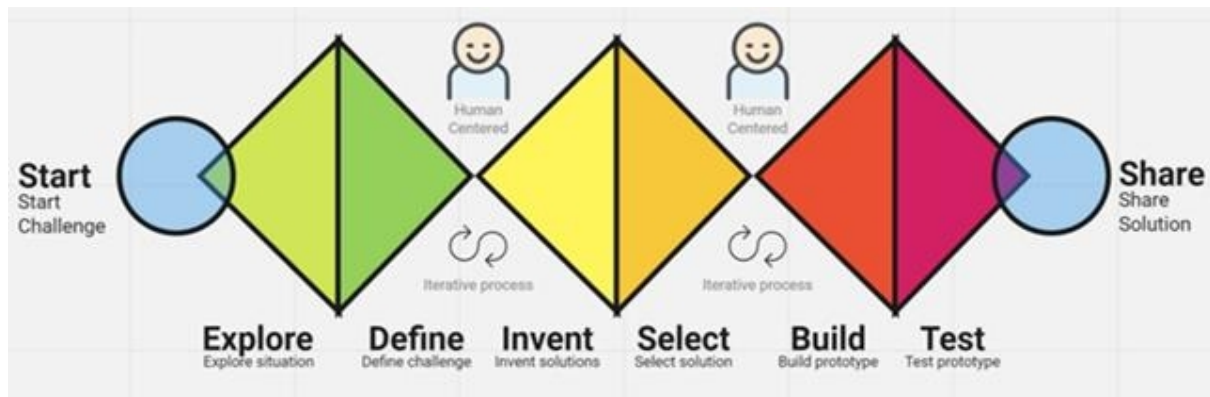 Start
Start
Challenge
Human
Centered
Iterative process
Human
Centered
Iterative process
Share
Share
Solution
Explore
Explore situation
Define
Define challenge
Invent
Invent solutions
Select
Select solution
Build
Build prototype
Test
Test prototype